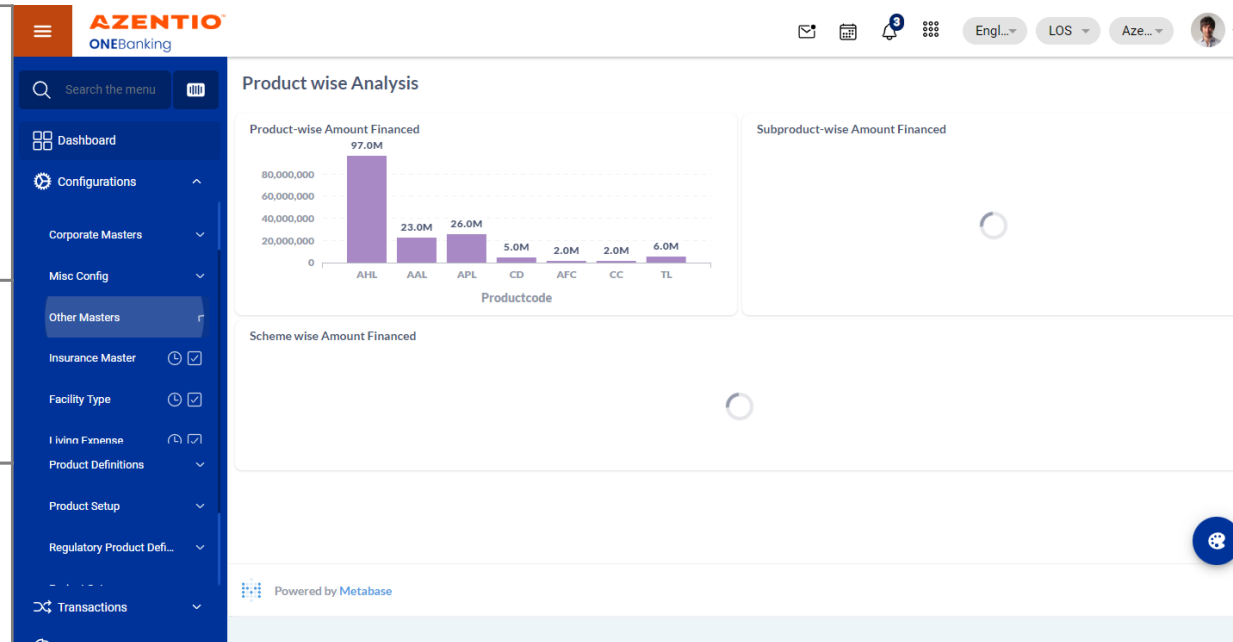 AZENTIO
ONEBanking
3
Engl...
LOS
Aze...
Search the menu
Dashboard
Configurations
Corporate Masters
Misc Config
Other Masters
Insurance Master
Facility Type
Living Expense
Product Definitions
Product Setup
Regulatory Product Defi...
Transactions
Product wise Analysis
Product-wise Amount Financed
97.0M
80,000,000
60,000,000
40,000,000
20,000,000
0
23.0M
26.0M
5.0M
2.0M
2.0M
6.0M
AHL AAL APL CD AFC CC TL
Productcode
Subproduct-wise Amount Financed
Scheme wise Amount Financed
Powered by Metabase